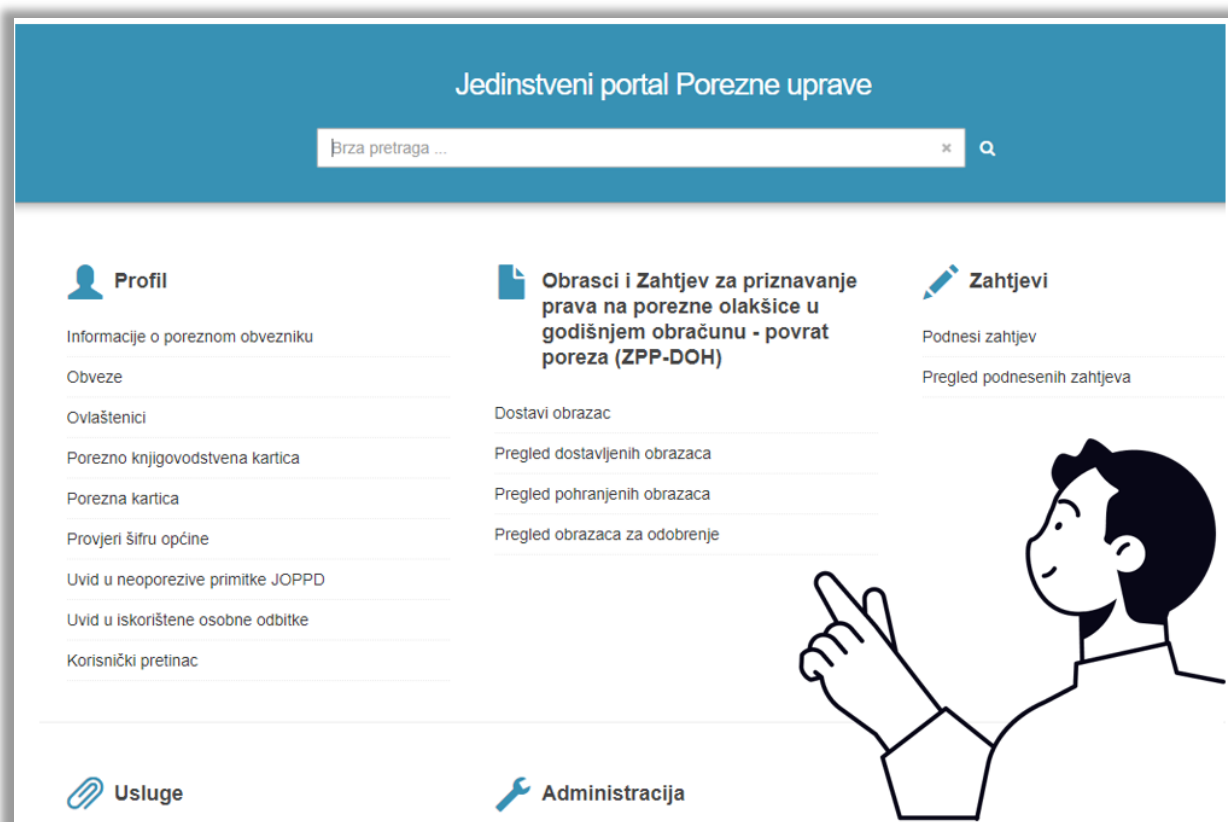 Jedinstveni portal Porezne uprave
Brza pretraga ...
Profil
Informacije o poreznom obvezniku
Obveze
Ovlaštenici
Porezno knjigovodstvena kartica
Porezna kartica
Provjeri šifru općine
Uvid u neoporezive primitke JOPPD
Uvid u iskorištene osobne odbitke
Korisnički pretinac
Obrasci i Zahtjev za priznavanje
prava na porezne olakšice u
godišnjem obračunu - povrat
poreza (ZPP-DOH)
Dostavi obrazac
Pregled dostavljenih obrazaca
Pregled pohranjenih obrazaca
Pregled obrazaca za odobrenje
Zahtjevi
Podnesi zahtjev
Pregled podnesenih zahtjeva
Usluge
Administracija